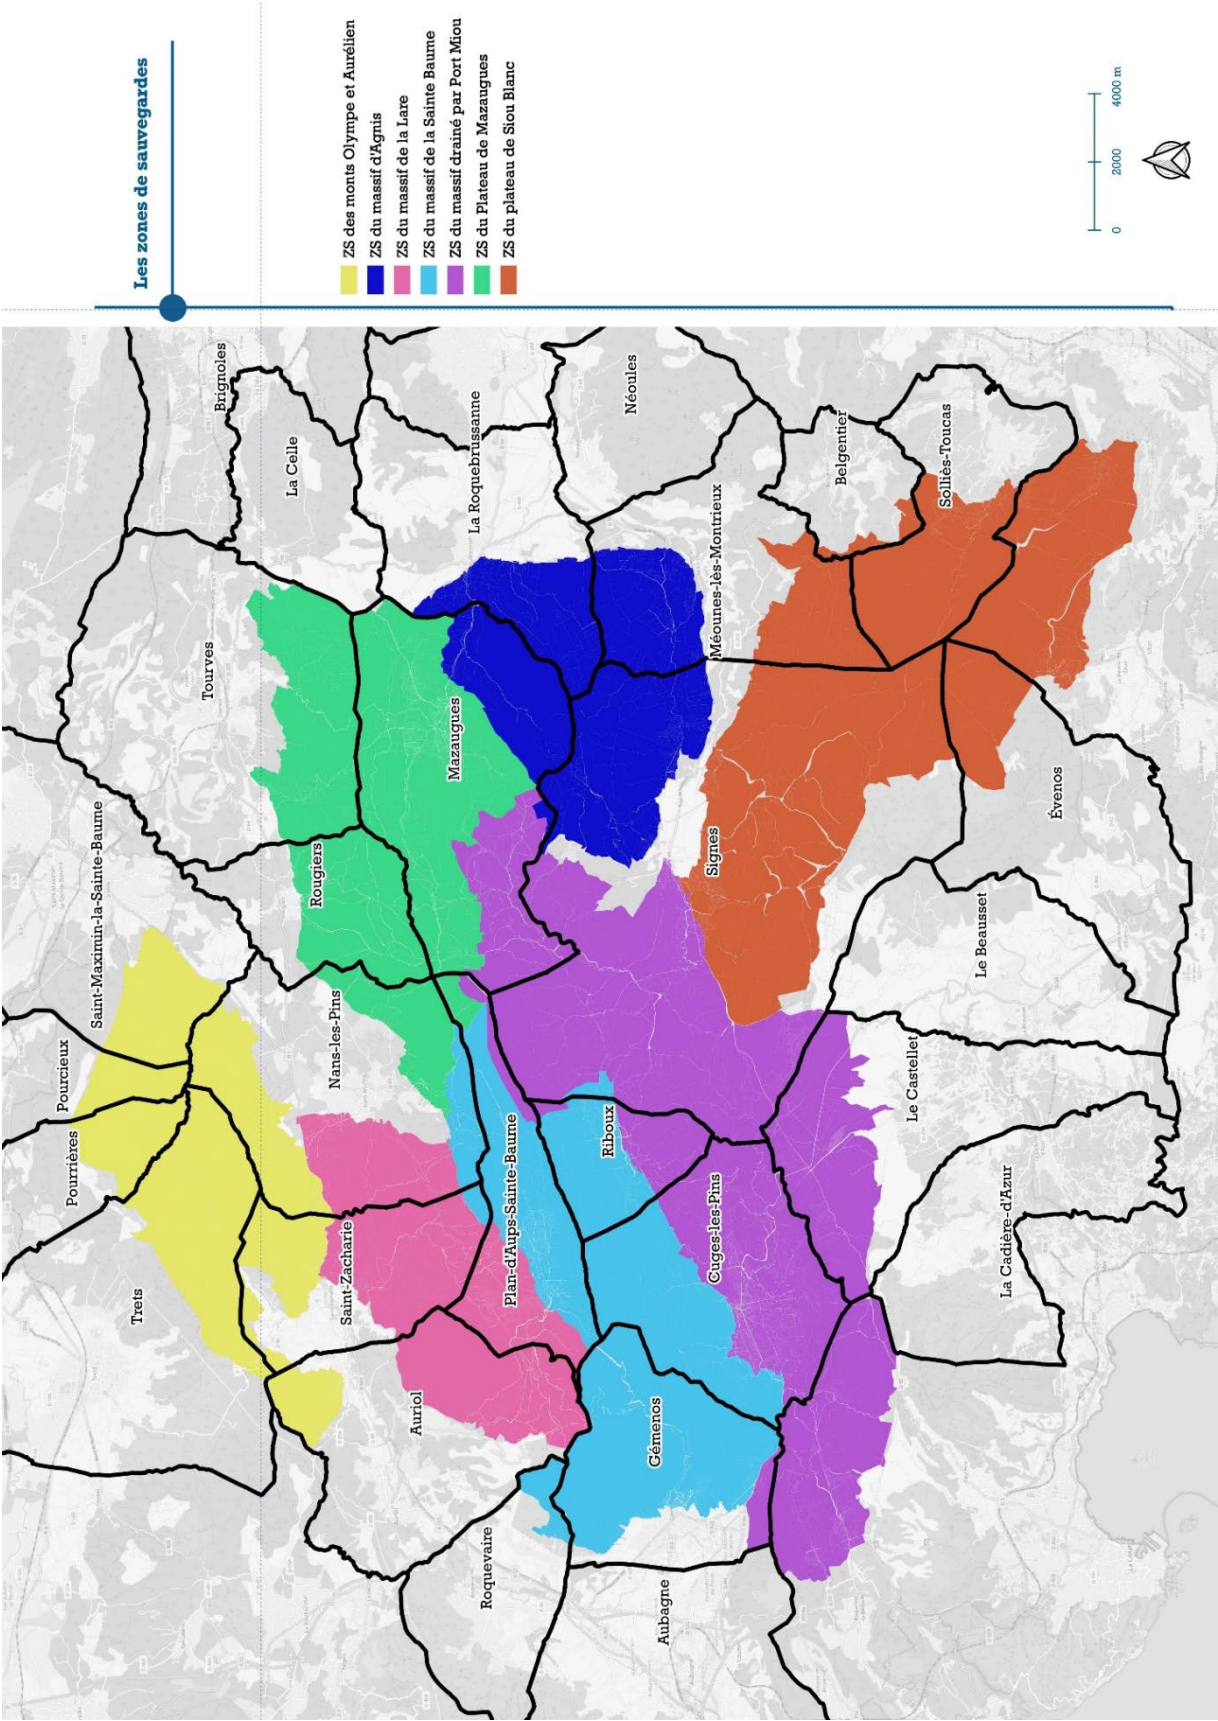 Les zones de sauvegardes
ZS des monts Olympe et Aurélien
ZS du massif d'Agnis
ZS du massif de la Lare
ZS du massif de la Sainte Baume
ZS du massif drainé par Port Miou
ZS du Plateau de Mazaugues
ZS du plateau de Siou Blanc
0 2000 4000 m
Trets
Pourrières
Pourcieux
Saint-Maximin-la-Sainte-Baume
Tourves
Brignoles
La Celle
Rougiers
Nans-les-Pins
Saint-Zacharie
Auriol
Roquevaire
Plan-d'Aups-Sainte-Baume
Mazaugues
La Roquebrussanne
Gémenos
Riboux
Néoules
Aubagne
Cuges-les-Pins
Signes
Méounes-lès-Montrieux
Belgentier
Le Castellet
Le Beausset
Solliès-Toucas
La Cadière-d'Azur
Évenos